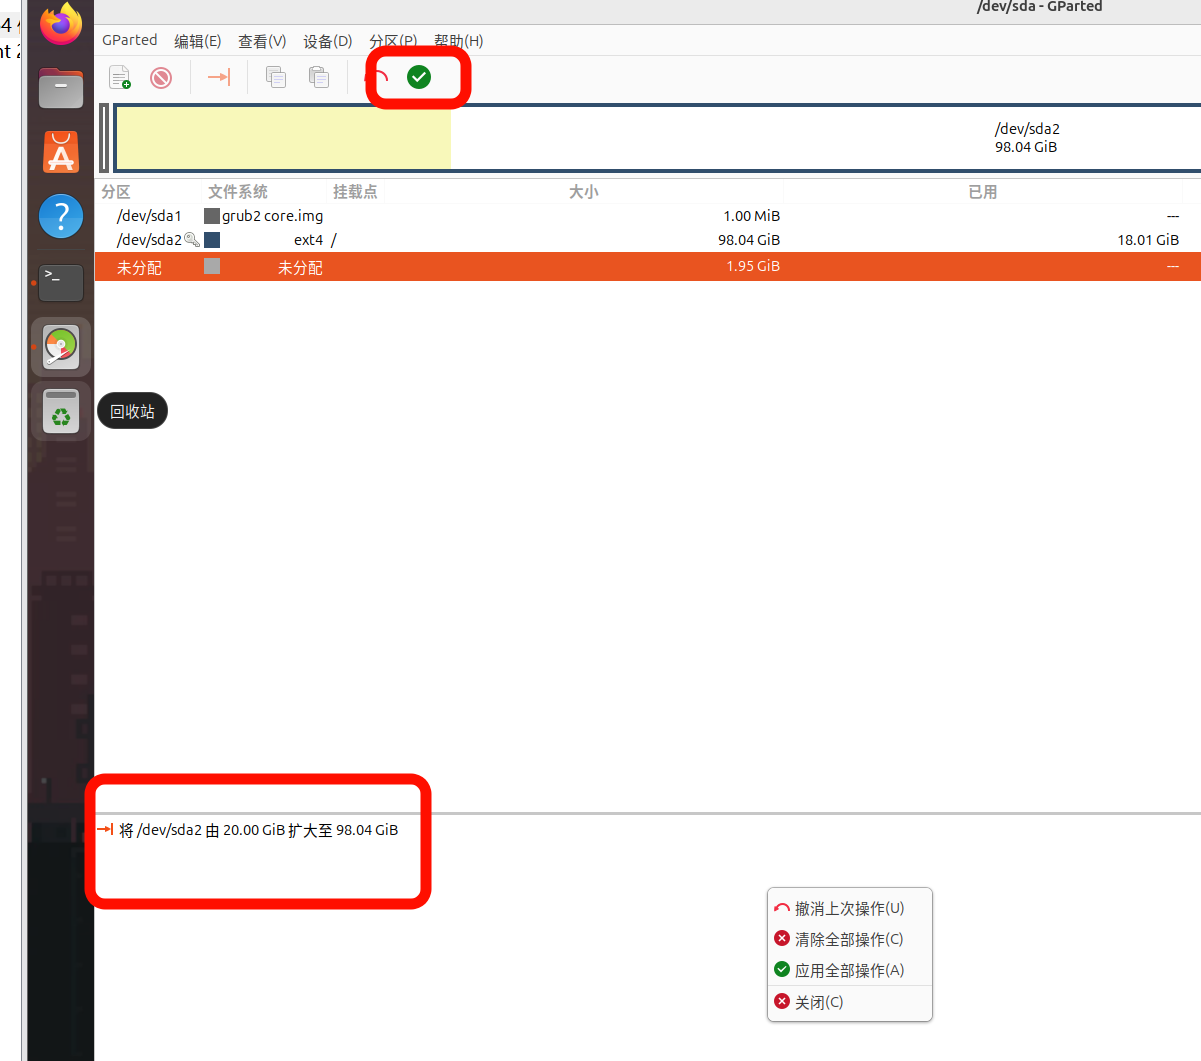 /dev/sda - GParted
GParted 编辑(E) 查看(V) 设备(D) 分区(P) 帮助(H)
/dev/sda2
98.04 GiB
分区 文件系统 挂载点 大小 已用
/dev/sda1 grub2 core.img 1.00 MiB ---
/dev/sda2 ext4 / 98.04 GiB 18.01 GiB
未分配 未分配 1.95 GiB ---
回收站
将 /dev/sda2 由 20.00 GiB 扩大至 98.04 GiB
撤消上次操作(U)
清除全部操作(C)
应用全部操作(A)
关闭(C)